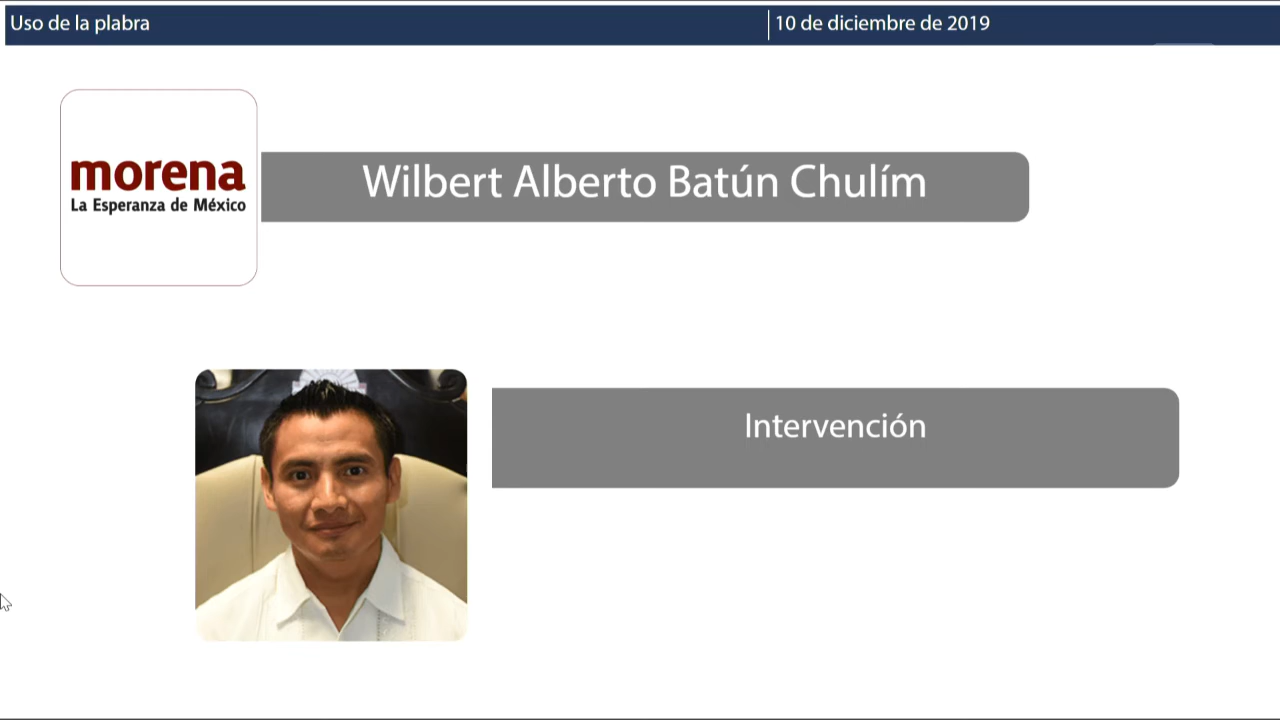 Uso de la plabra
10 de diciembre de 2019
morena
La Esperanza de México
Wilbert Alberto Batún Chulím
Intervención